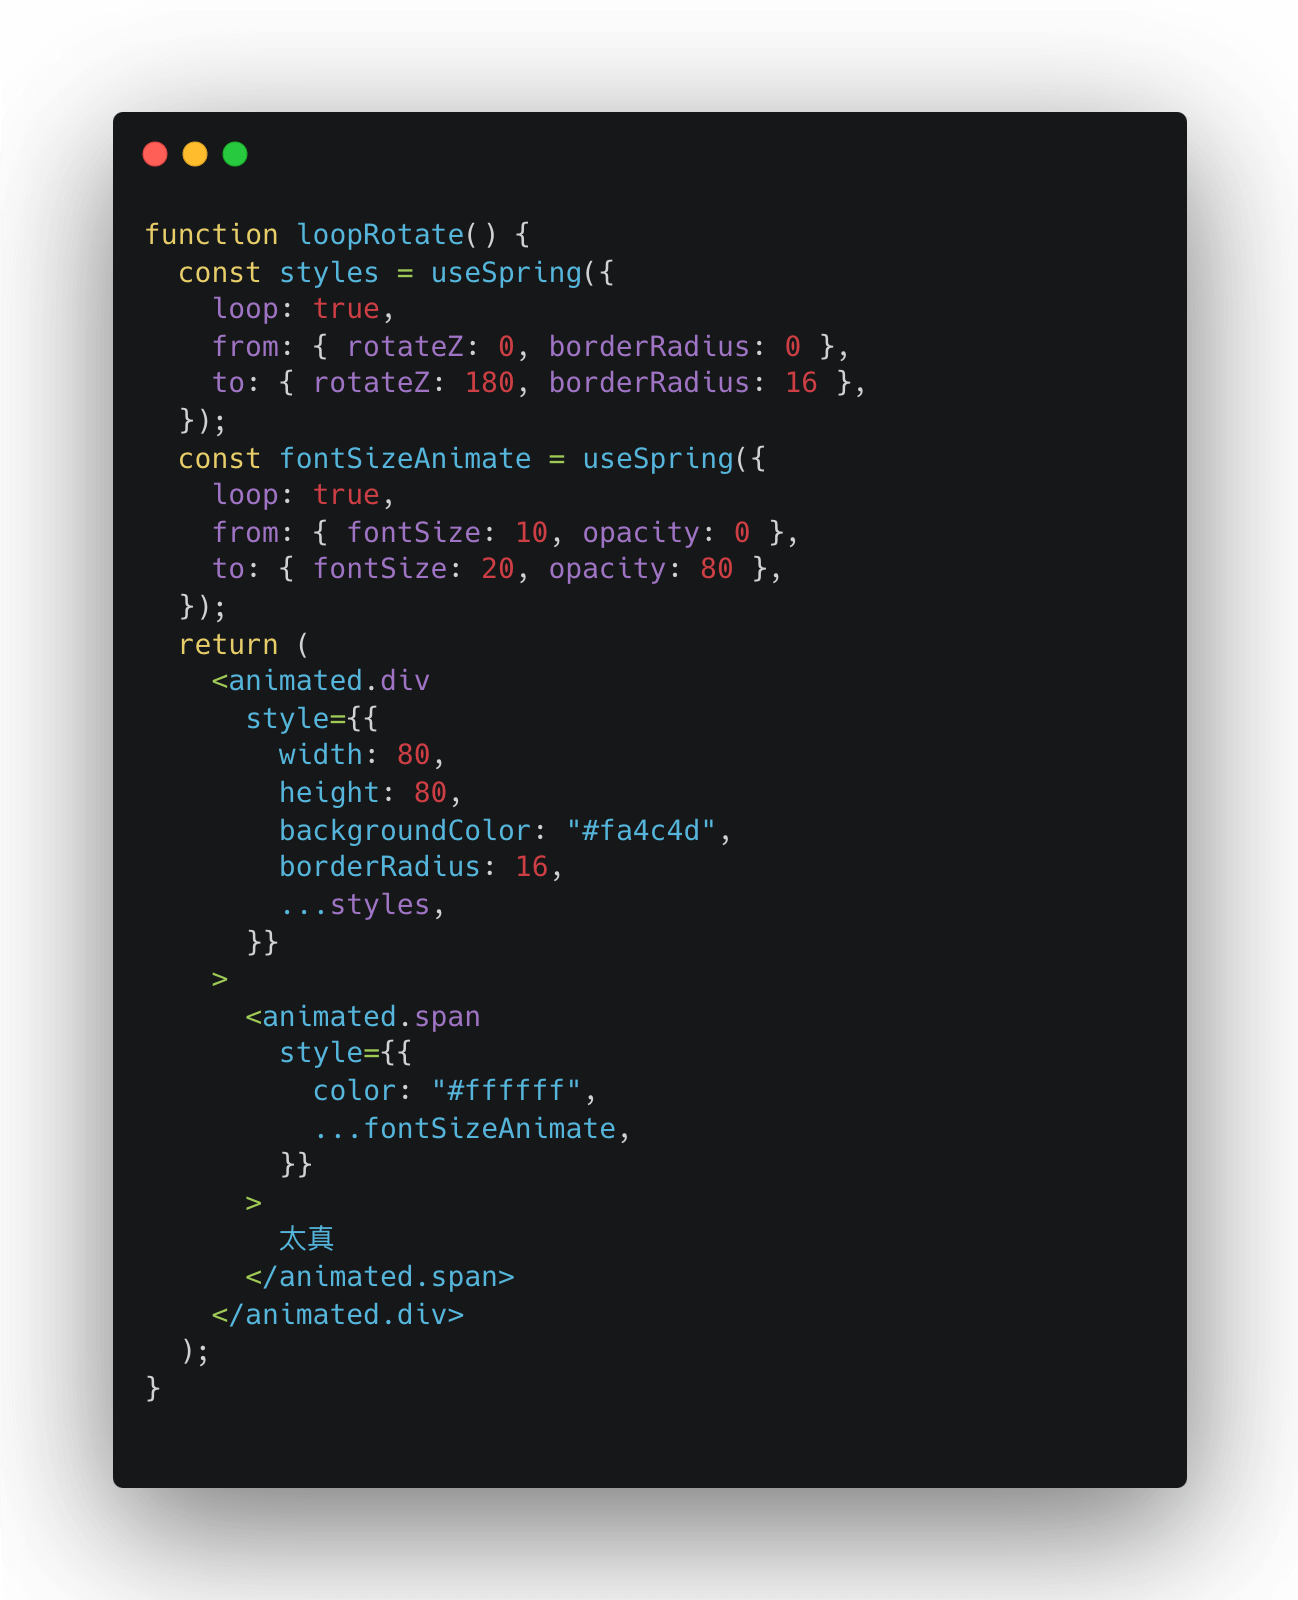 function loopRotate() {
  const styles = useSpring({
    loop: true,
    from: { rotateZ: 0, borderRadius: 0 },
    to: { rotateZ: 180, borderRadius: 16 },
  });
  const fontSizeAnimate = useSpring({
    loop: true,
    from: { fontSize: 10, opacity: 0 },
    to: { fontSize: 20, opacity: 80 },
  });
  return (
    <animated.div
      style={{
        width: 80,
        height: 80,
        backgroundColor: "#fa4c4d",
        borderRadius: 16,
        ...styles,
      }}
    >
      <animated.span
        style={{
          color: "#ffffff",
          ...fontSizeAnimate,
        }}
      >
        太真
      </animated.span>
    </animated.div>
  );
}